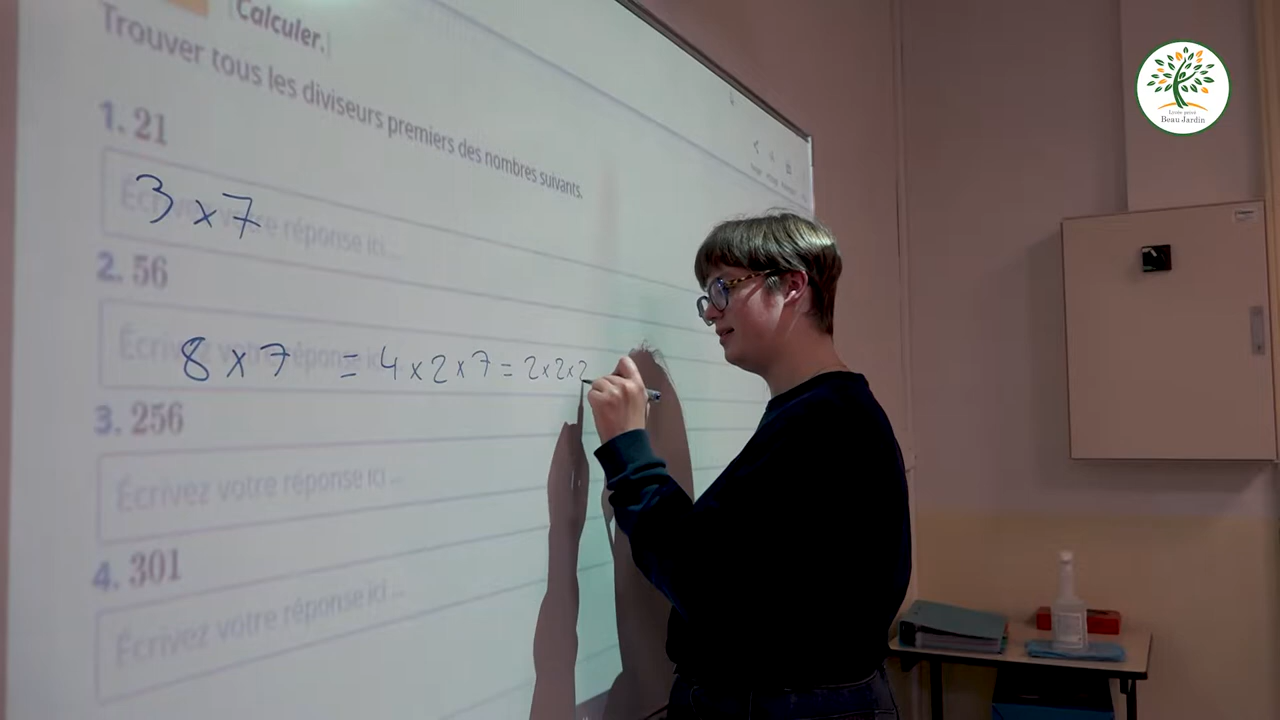 Calculer.
Trouver tous les diviseurs premiers des nombres suivants.
1. 21
Écrivez votre réponse ici ...
3 x 7
2. 56
Écrivez votre réponse ici
8 x 7 = 4 x 2 x 7 = 2 x 2 x 2
3. 256
Écrivez votre réponse ici ...
4. 301
Écrivez votre réponse ici ...
Lycée privé
Beau Jardin